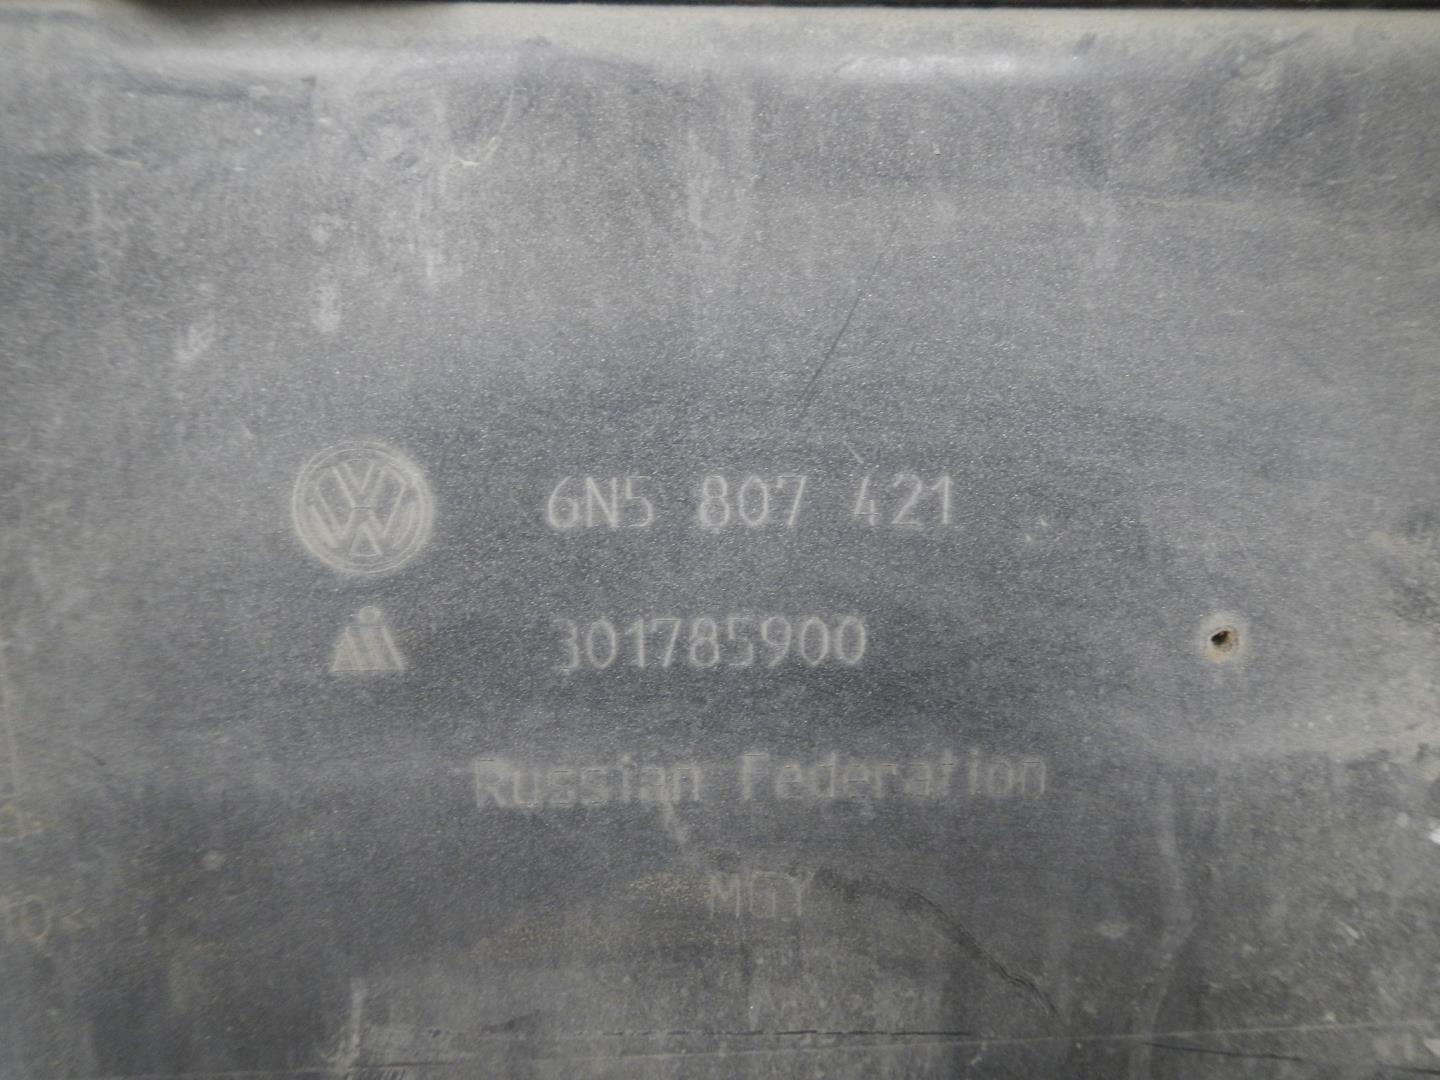 6N5 807 421
301785900
Russian Federation
MGY